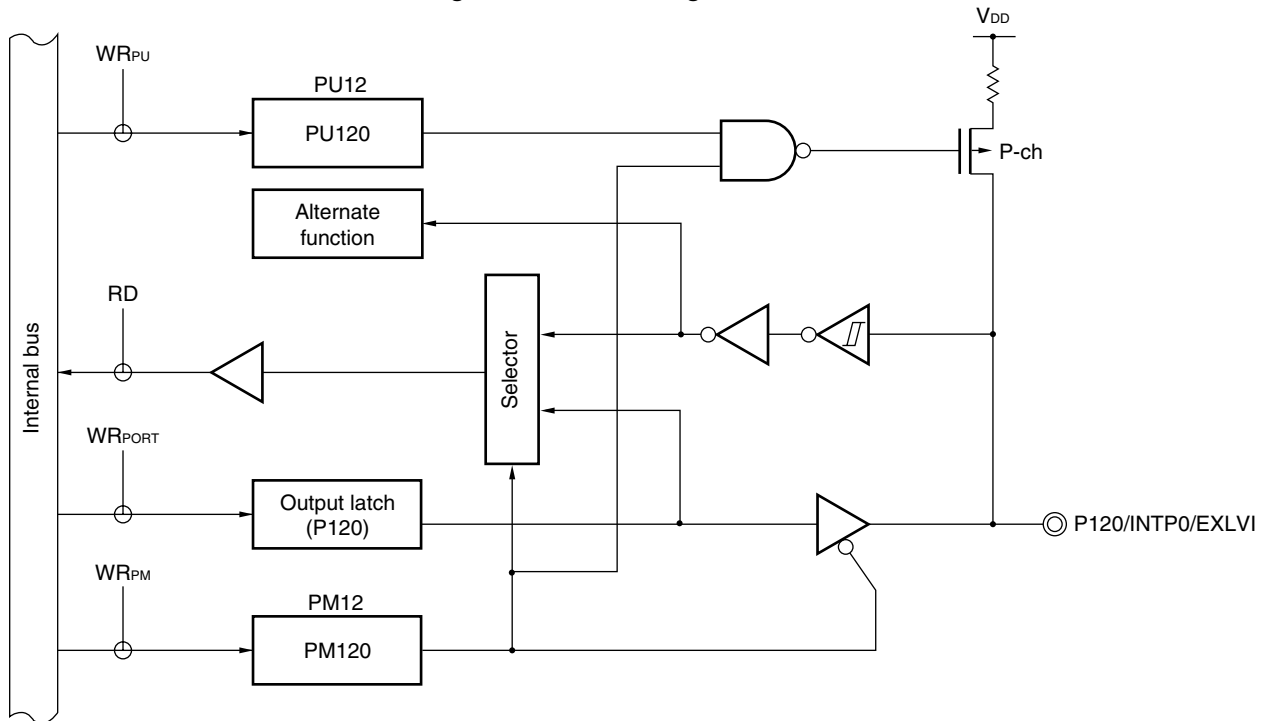 VDD
WRPU
PU12
PU120
P-ch
Alternate
function
RD
Selector
Internal bus
WRPORT
Output latch
(P120)
P120/INTP0/EXLVI
WRPM
PM12
PM120